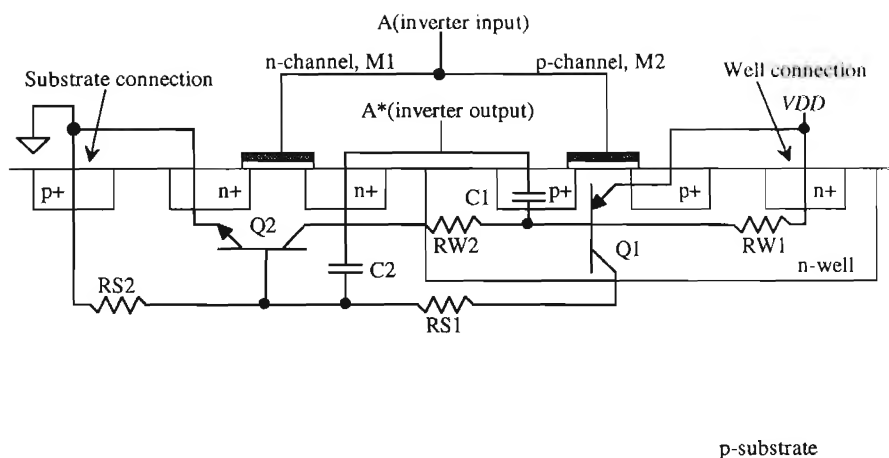 A(inverter input)
n-channel, M1
p-channel, M2
Substrate connection
Well connection
A*(inverter output)
VDD
p+
n+
n+
C1
p+
p+
n+
Q2
RW2
Q1
RW1
C2
n-well
RS2
RS1
p-substrate